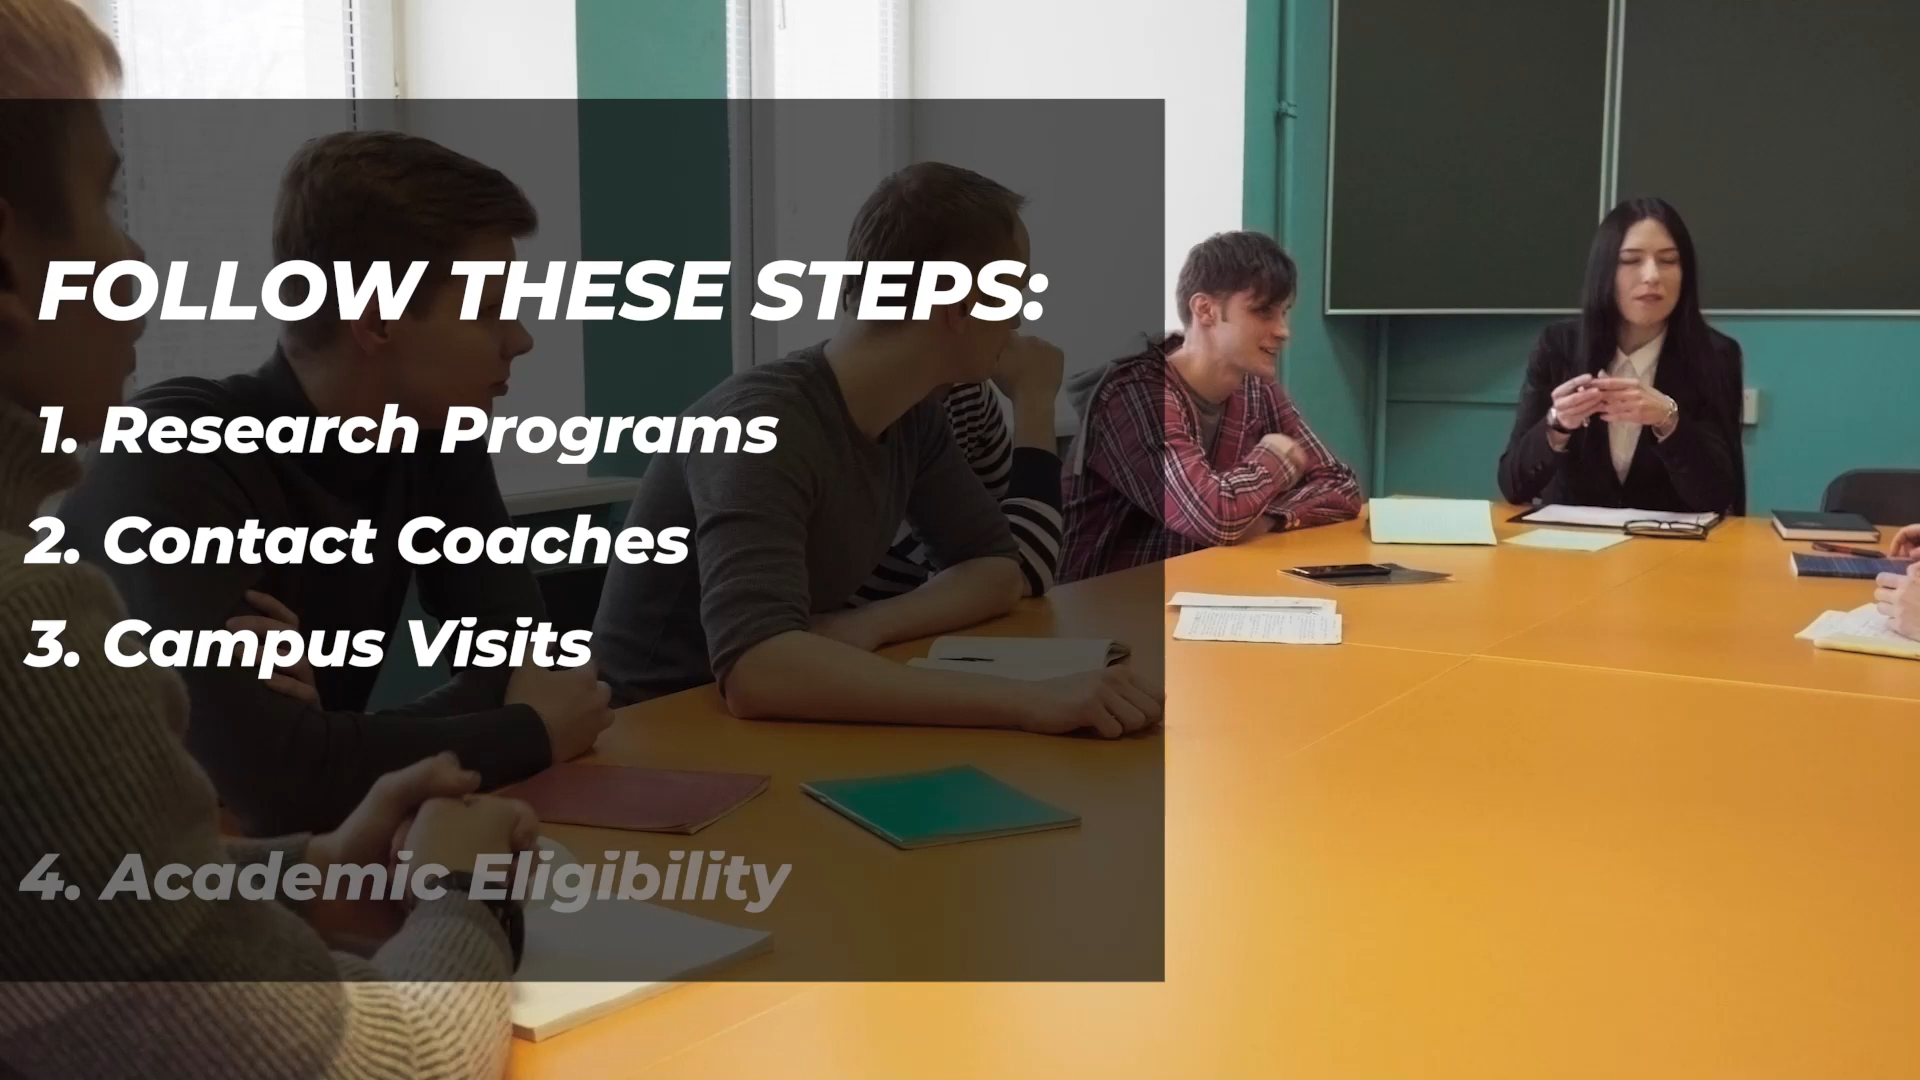 FOLLOW THESE STEPS:
1. Research Programs
2. Contact Coaches
3. Campus Visits
4. Academic Eligibility